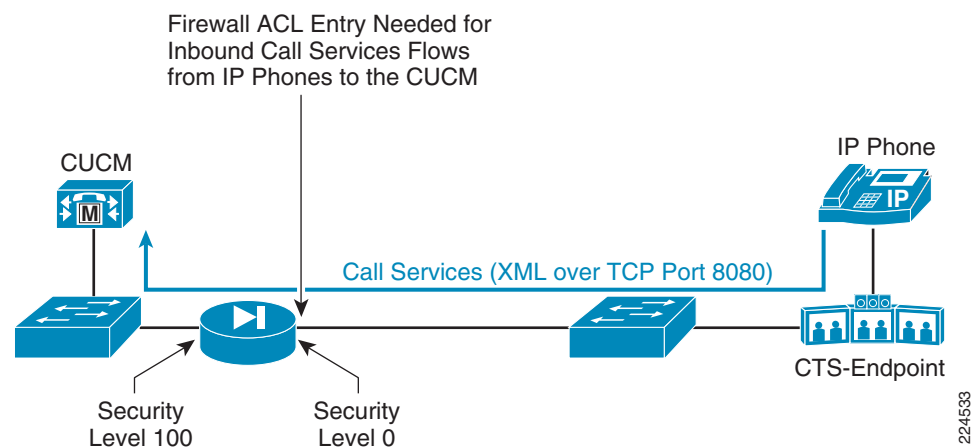 Firewall ACL Entry Needed for
Inbound Call Services Flows
from IP Phones to the CUCM
CUCM
M
IP Phone
IP
Call Services (XML over TCP Port 8080)
CTS-Endpoint
Security
Level 100
Security
Level 0
224533